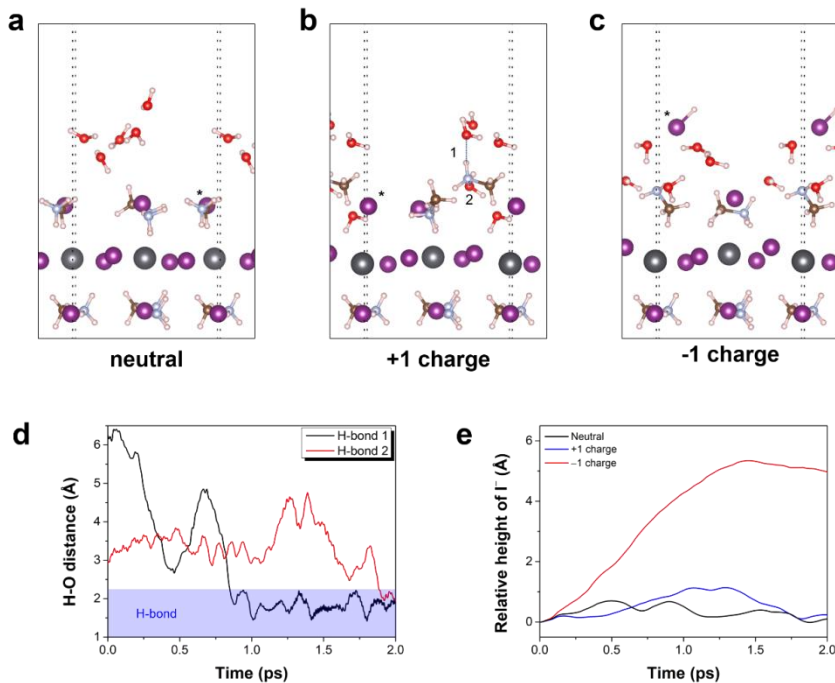 a
b
c
*
*
*
1
2
neutral
+1 charge
-1 charge
d
e
H-O distance (Å)
6
5
4
3
2
1
H-bond 1
H-bond 2
H-bond
0.0
0.5
1.0
1.5
2.0
Time (ps)
Relative height of I⁻ (Å)
6
4
2
0
Neutral
+1 charge
−1 charge
0.0
0.5
1.0
1.5
2.0
Time (ps)